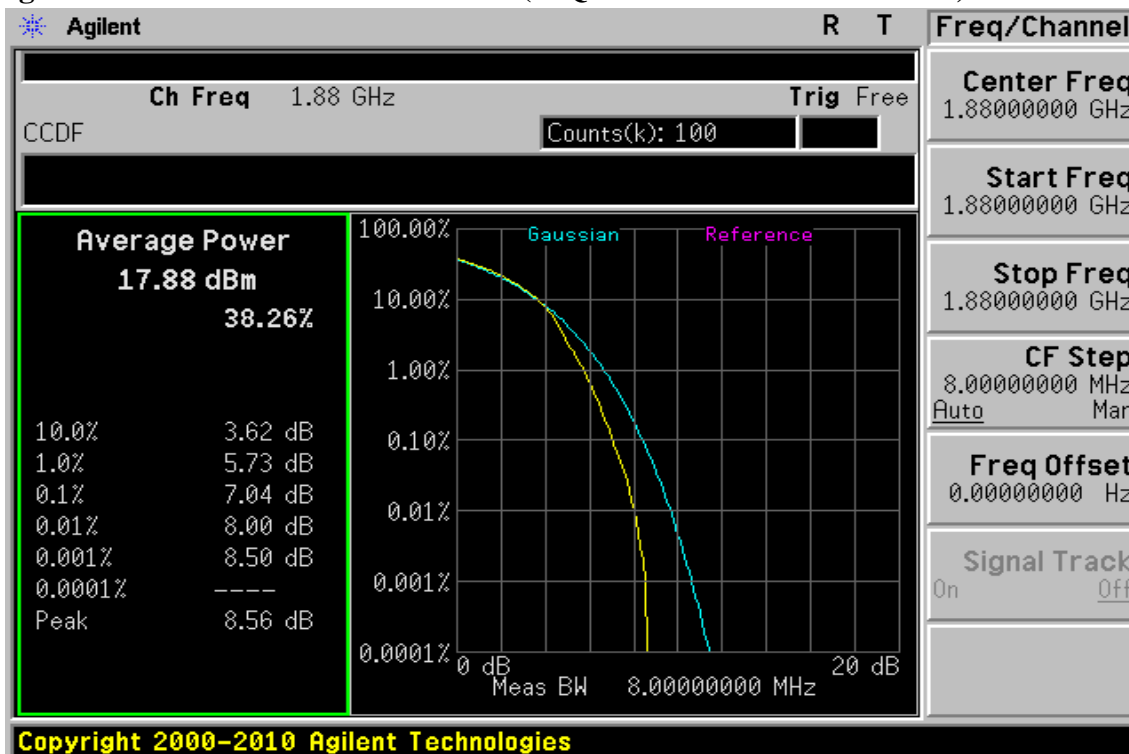 Agilent R T
Ch Freq 1.88 GHz Trig Free
CCDF Counts(k): 100
Average Power
17.88 dBm
38.26%
10.0% 3.62 dB
1.0% 5.73 dB
0.1% 7.04 dB
0.01% 8.00 dB
0.001% 8.50 dB
0.0001% ----
Peak 8.56 dB
Gaussian Reference
100.00%
10.00%
1.00%
0.10%
0.01%
0.001%
0.0001%
0 dB 20 dB
Meas BW 8.00000000 MHz
Freq/Channel
Center Freq
1.88000000 GHz
Start Freq
1.88000000 GHz
Stop Freq
1.88000000 GHz
CF Step
8.00000000 MHz
Auto Man
Freq Offset
0.00000000 Hz
Signal Track
On Off
Copyright 2000-2010 Agilent Technologies